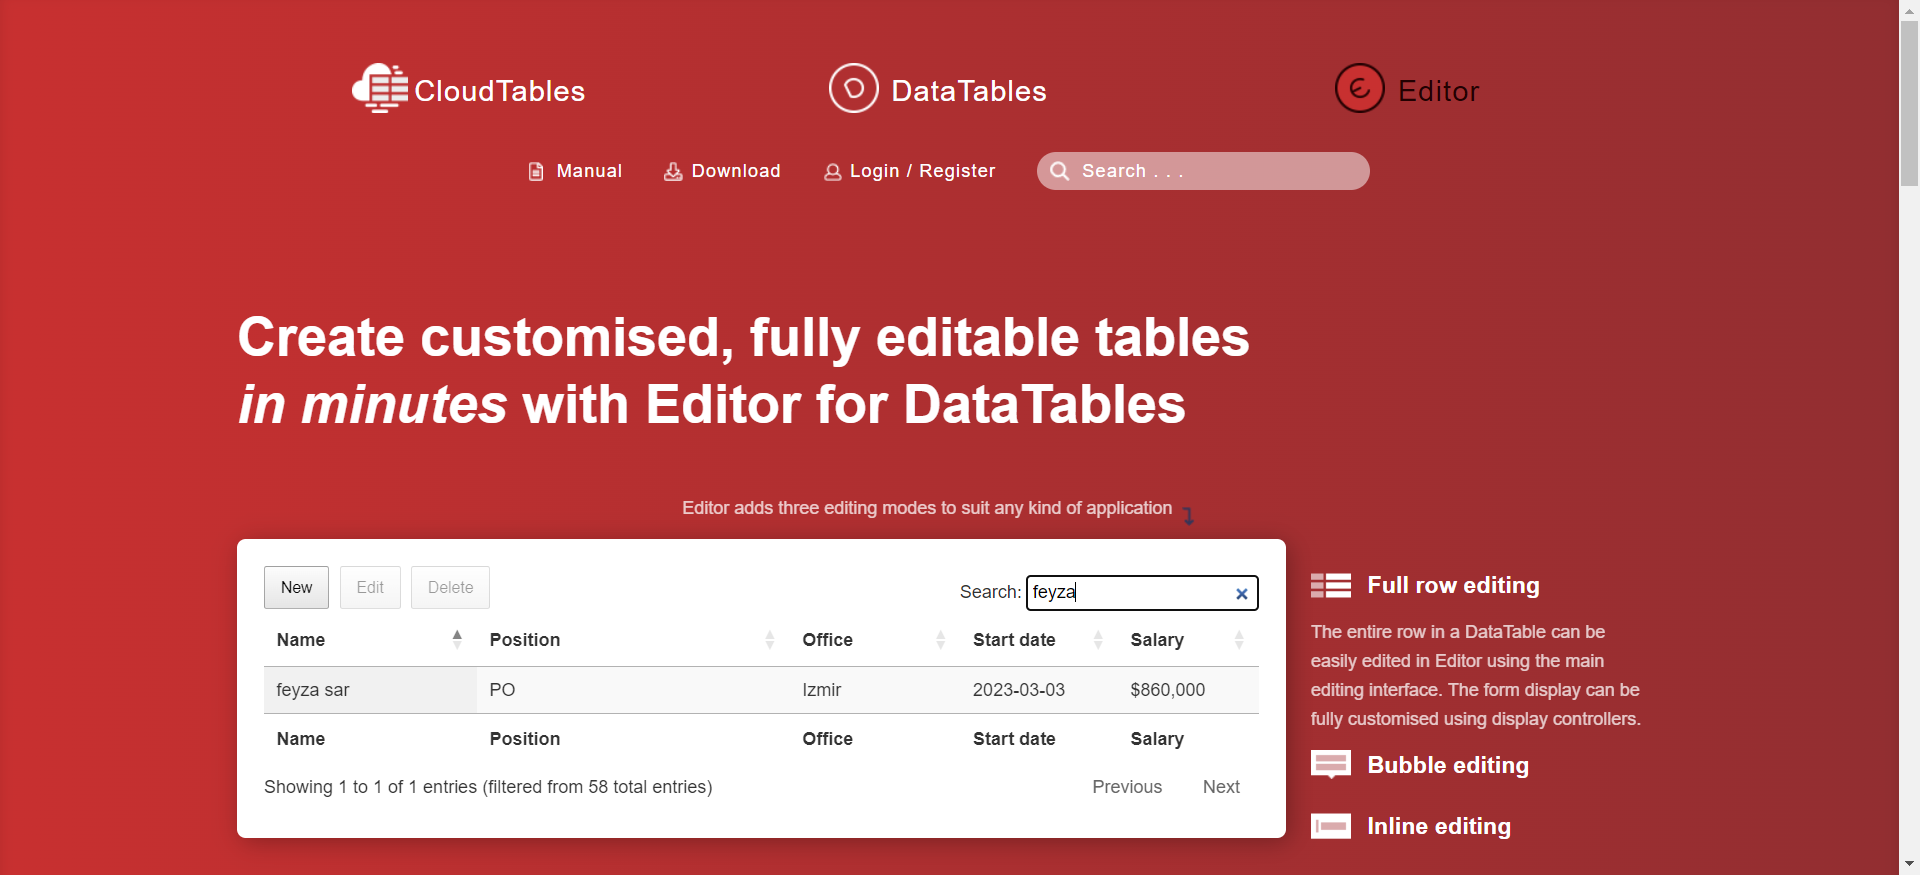 CloudTables
DataTables
Editor
Manual
Download
Login / Register
Search . . .
Create customised, fully editable tables
in minutes with Editor for DataTables
Editor adds three editing modes to suit any kind of application
New
Edit
Delete
Search: feyza
Name Position Office Start date Salary
feyza sar PO Izmir 2023-03-03 $860,000
Name Position Office Start date Salary
Showing 1 to 1 of 1 entries (filtered from 58 total entries)
Previous
Next
Full row editing
The entire row in a DataTable can be
easily edited in Editor using the main
editing interface. The form display can be
fully customised using display controllers.
Bubble editing
Inline editing